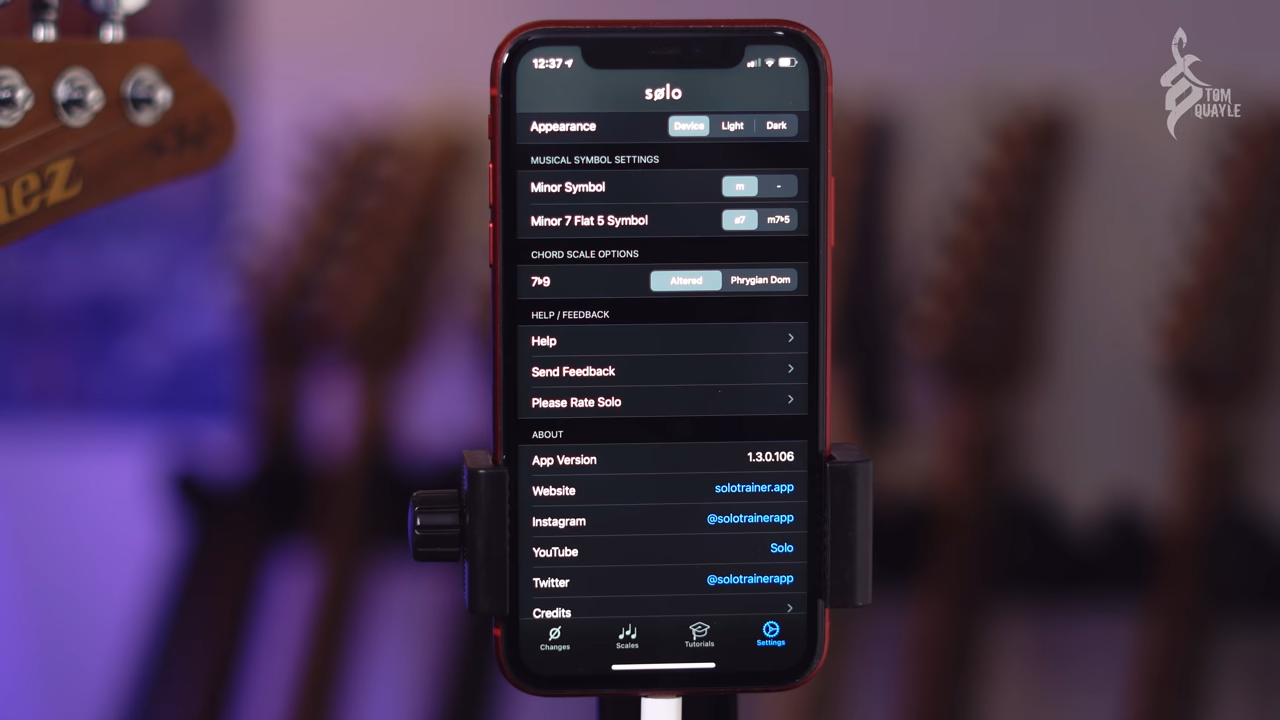 12:37
sølo
Appearance Device Light Dark
MUSICAL SYMBOL SETTINGS
Minor Symbol m -
Minor 7 Flat 5 Symbol ø7 m7♭5
CHORD SCALE OPTIONS
7♭9 Altered Phrygian Dom
HELP / FEEDBACK
Help
Send Feedback
Please Rate Solo
ABOUT
App Version 1.3.0.106
Website solotrainer.app
Instagram @solotrainerapp
YouTube Solo
Twitter @solotrainerapp
Credits
Changes Scales Tutorials Settings
TOM
QUAYLE